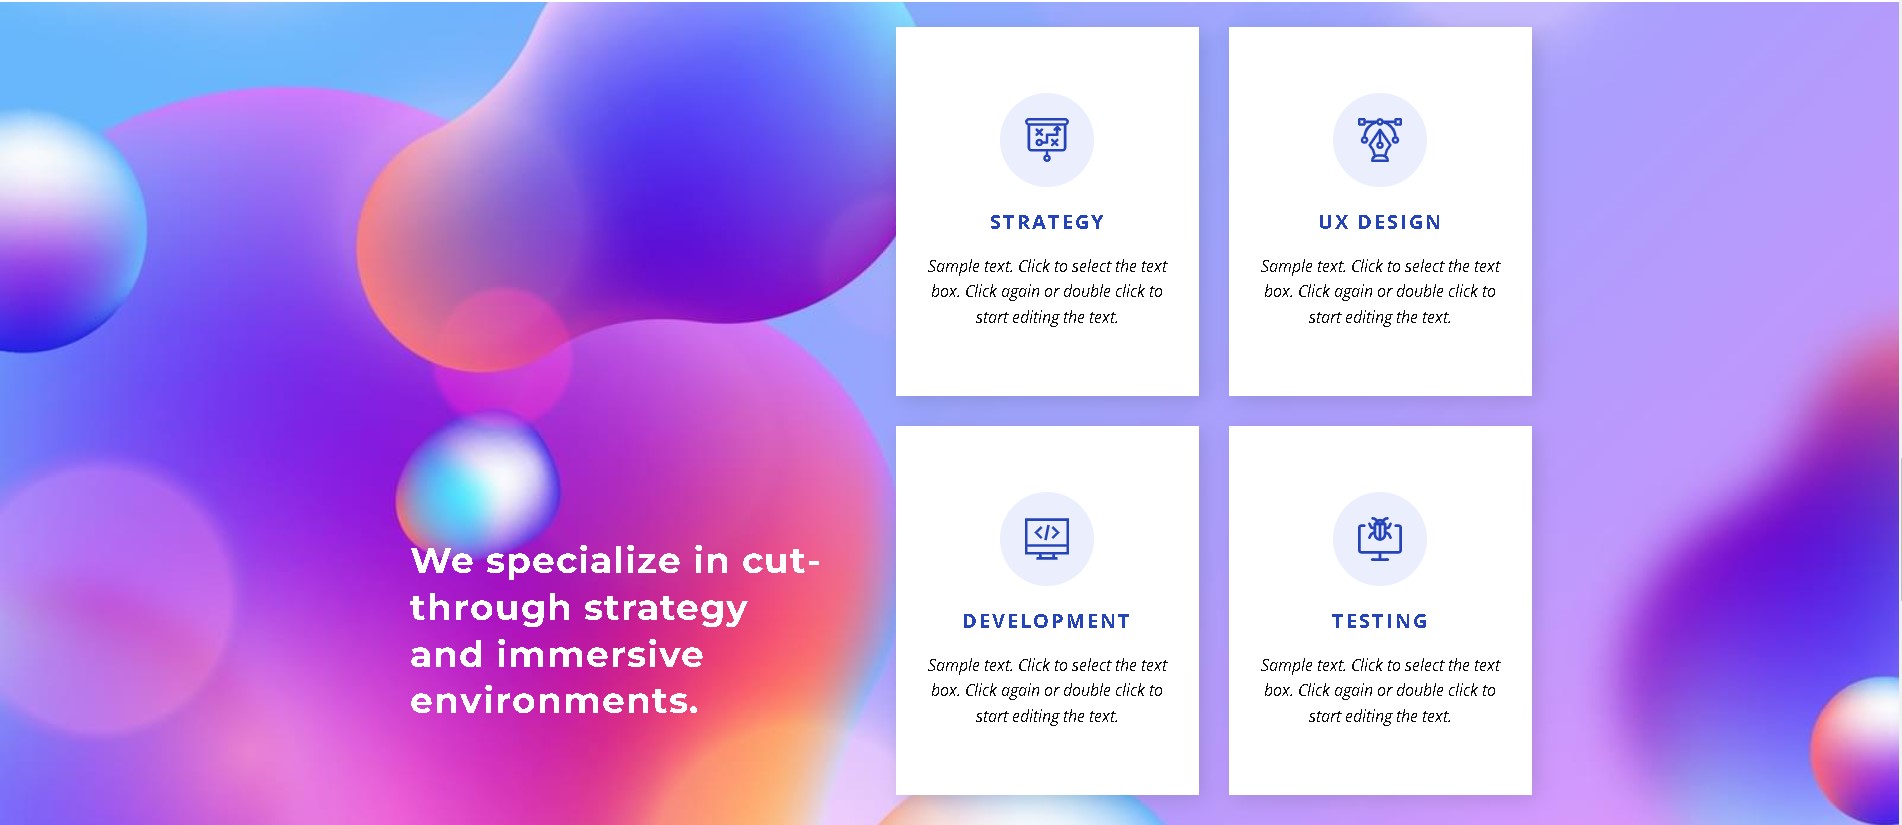 We specialize in cut-
through strategy
and immersive
environments.
STRATEGY
Sample text. Click to select the text
box. Click again or double click to
start editing the text.
UX DESIGN
Sample text. Click to select the text
box. Click again or double click to
start editing the text.
DEVELOPMENT
Sample text. Click to select the text
box. Click again or double click to
start editing the text.
TESTING
Sample text. Click to select the text
box. Click again or double click to
start editing the text.